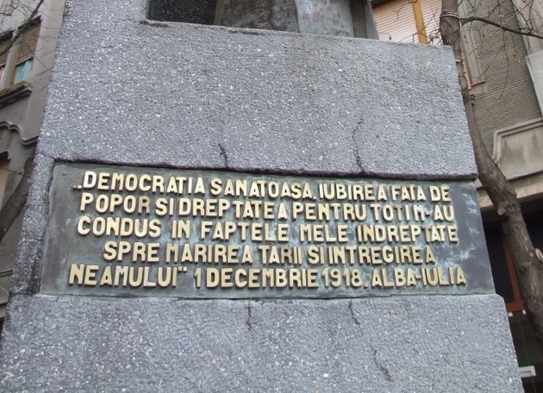 „DEMOCRATIA SANATOASA, IUBIREA FATA DE
POPOR SI DREPTATEA PENTRU TOTI M-AU
CONDUS IN FAPTELE MELE INDREPTATE
SPRE MARIREA TARII SI INTREGIREA
NEAMULUI" 1 DECEMBRIE 1918. ALBA-IULIA